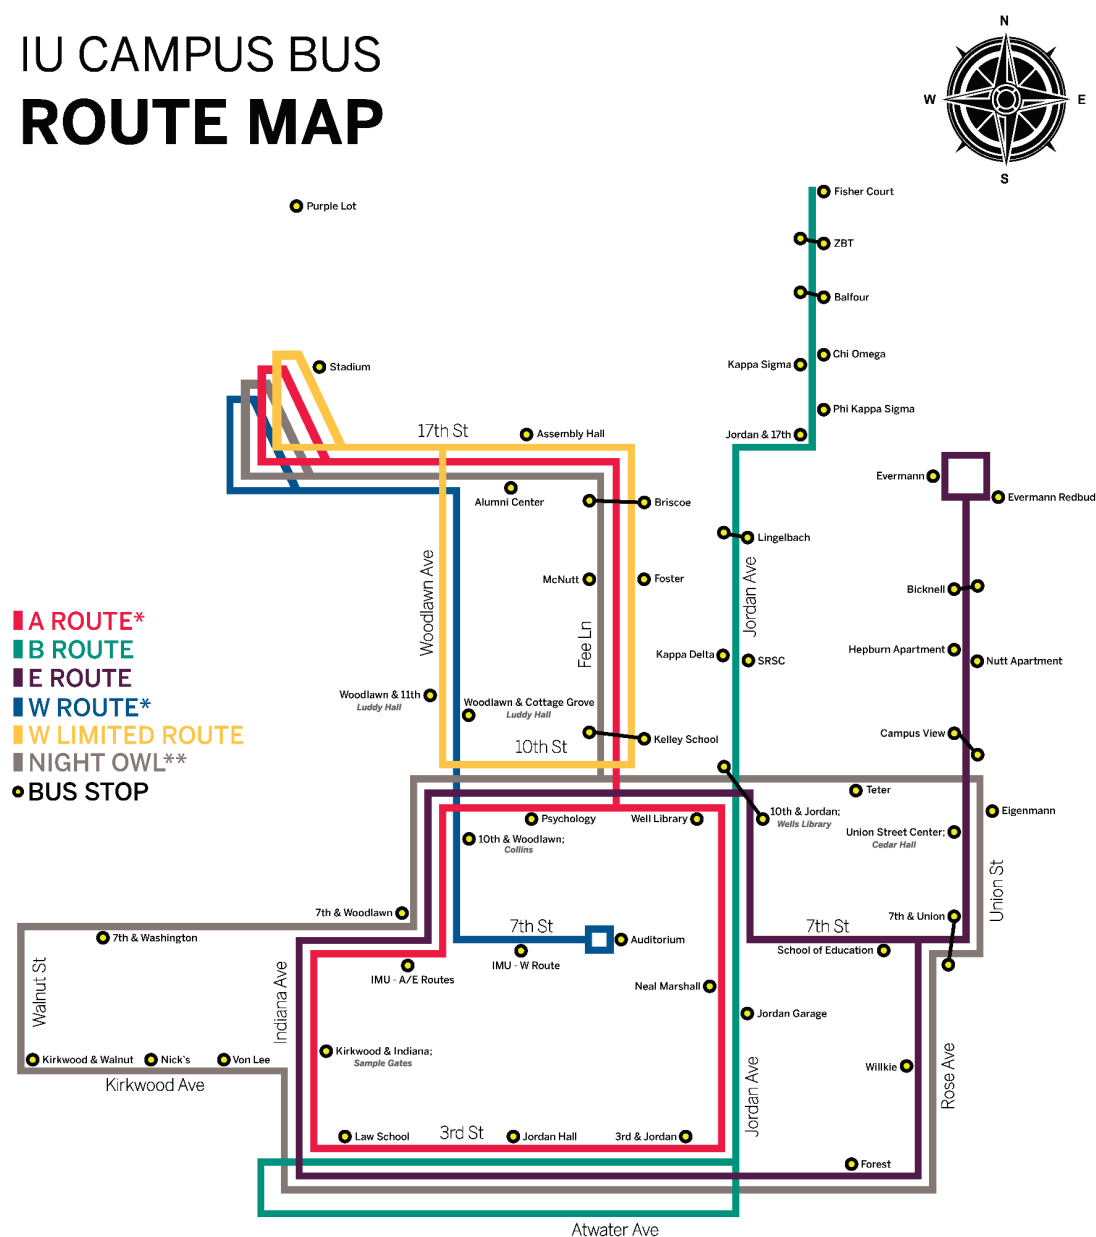 IU CAMPUS BUS
ROUTE MAP
N
W
E
S
Fisher Court
Purple Lot
ZBT
Balfour
Chi Omega
Kappa Sigma
Stadium
Phi Kappa Sigma
17th St
Assembly Hall
Jordan & 17th
Evermann
Evermann Redbud
Alumni Center
Briscoe
Lingelbach
Woodlawn Ave
McNutt
Foster
Jordan Ave
Bicknell
A ROUTE*
B ROUTE
E ROUTE
W ROUTE*
W LIMITED ROUTE
NIGHT OWL**
BUS STOP
Fee Ln
Kappa Delta
SRSC
Hepburn Apartment
Nutt Apartment
Woodlawn & 11th
Luddy Hall
Woodlawn & Cottage Grove
Luddy Hall
10th St
Kelley School
Campus View
Teter
Psychology
Well Library
10th & Jordan;
Wells Library
Eigenmann
10th & Woodlawn;
Collins
Union Street Center;
Cedar Hall
Union St
7th & Woodlawn
7th St
7th St
7th & Union
7th & Washington
Auditorium
IMU - W Route
School of Education
IMU - A/E Routes
Walnut St
Indiana Ave
Neal Marshall
Jordan Garage
Kirkwood & Walnut
Nick's
Von Lee
Kirkwood & Indiana;
Sample Gates
Willkie
Rose Ave
Kirkwood Ave
Jordan Ave
Law School
3rd St
Jordan Hall
3rd & Jordan
Forest
Atwater Ave